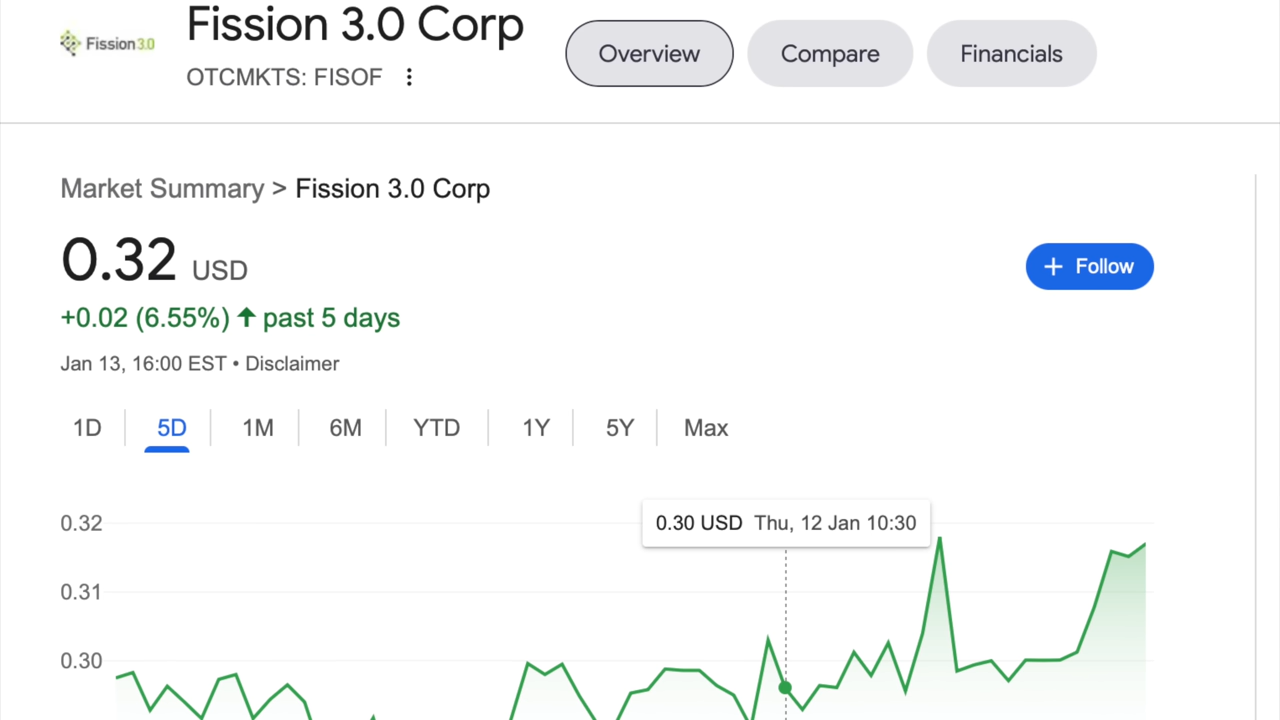 Fission 3.0 Corp
Fission3.0
OTCMKTS: FISOF
Overview
Compare
Financials
Market Summary > Fission 3.0 Corp
0.32 USD
+ Follow
+0.02 (6.55%) ↑ past 5 days
Jan 13, 16:00 EST • Disclaimer
1D 5D 1M 6M YTD 1Y 5Y Max
0.30 USD Thu, 12 Jan 10:30
0.32
0.31
0.30